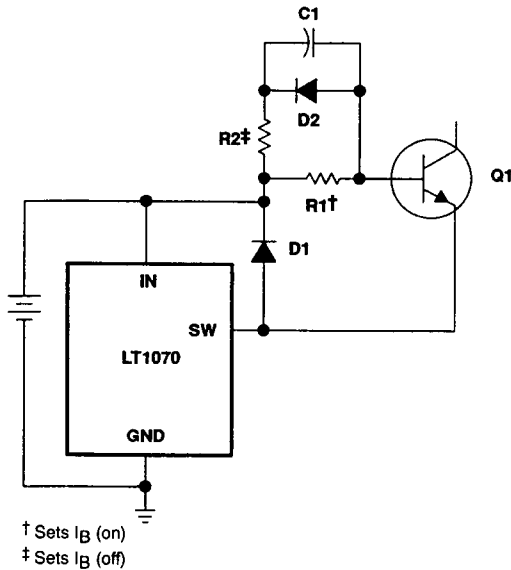 C1
D2
R2‡
R1†
Q1
D1
IN
SW
LT1070
GND
† Sets IB (on)
‡ Sets IB (off)